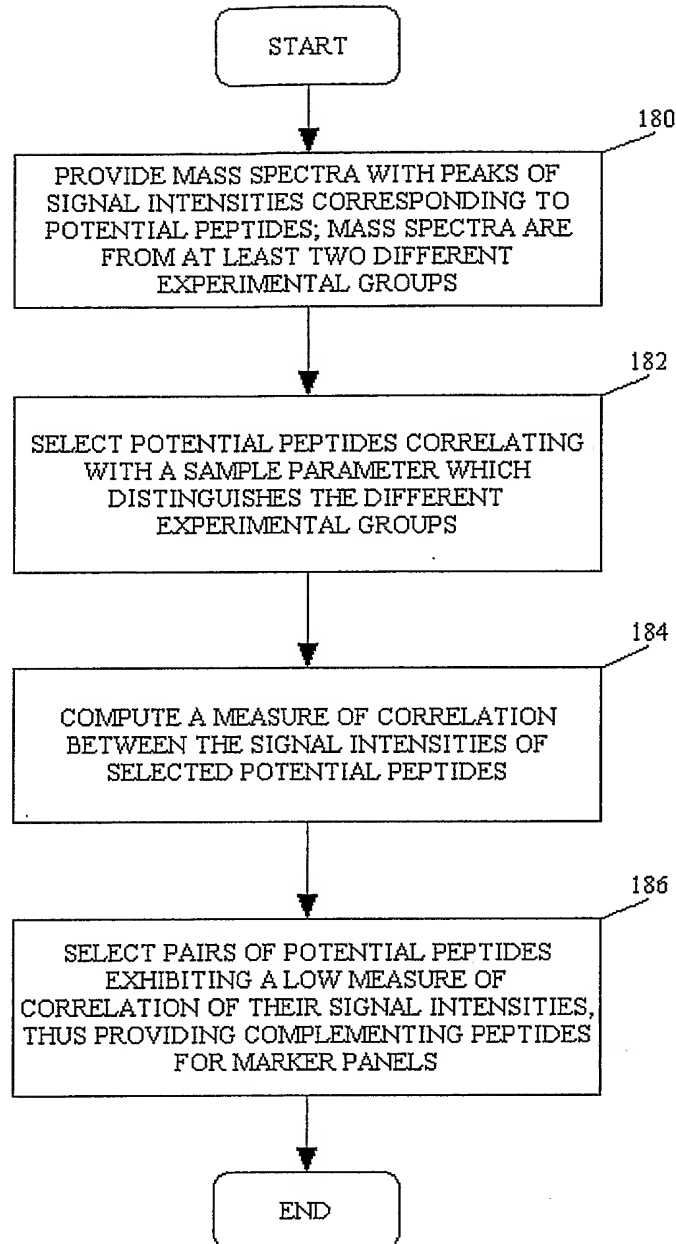 START
180
PROVIDE MASS SPECTRA WITH PEAKS OF
SIGNAL INTENSITIES CORRESPONDING TO
POTENTIAL PEPTIDES; MASS SPECTRA ARE
FROM AT LEAST TWO DIFFERENT
EXPERIMENTAL GROUPS
182
SELECT POTENTIAL PEPTIDES CORRELATING
WITH A SAMPLE PARAMETER WHICH
DISTINGUISHES THE DIFFERENT
EXPERIMENTAL GROUPS
184
COMPUTE A MEASURE OF CORRELATION
BETWEEN THE SIGNAL INTENSITIES OF
SELECTED POTENTIAL PEPTIDES
186
SELECT PAIRS OF POTENTIAL PEPTIDES
EXHIBITING A LOW MEASURE OF
CORRELATION OF THEIR SIGNAL INTENSITIES,
THUS PROVIDING COMPLEMENTING PEPTIDES
FOR MARKER PANELS
END